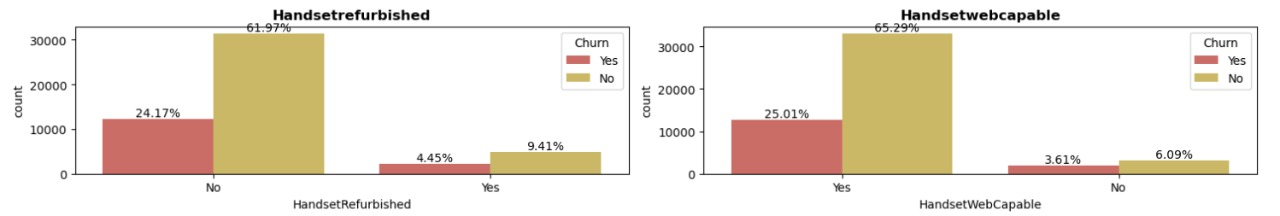 Handsetrefurbished
61.97%
30000
Churn
Yes
No
20000
24.17%
10000
9.41%
4.45%
0
count
No
Yes
HandsetRefurbished
Handsetwebcapable
65.29%
30000
Churn
Yes
No
20000
25.01%
10000
3.61%
6.09%
0
count
Yes
No
HandsetWebCapable